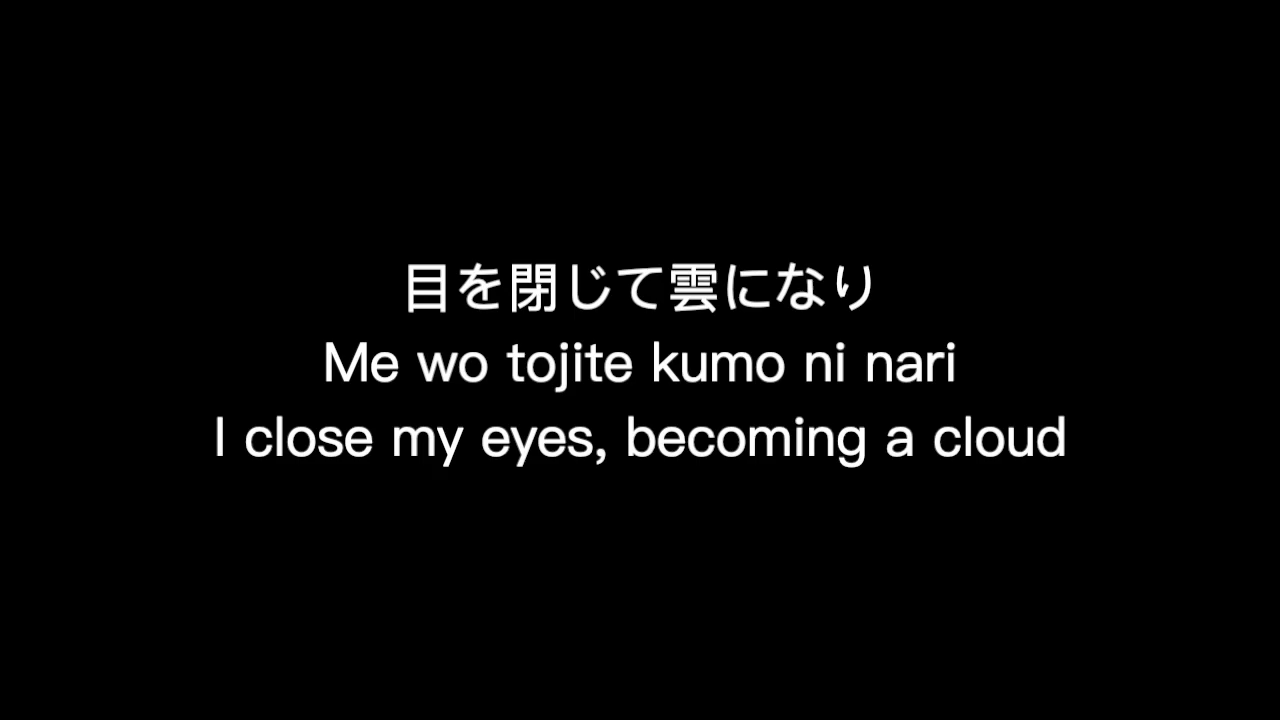 目を閉じて雲になり
Me wo tojite kumo ni nari
I close my eyes, becoming a cloud